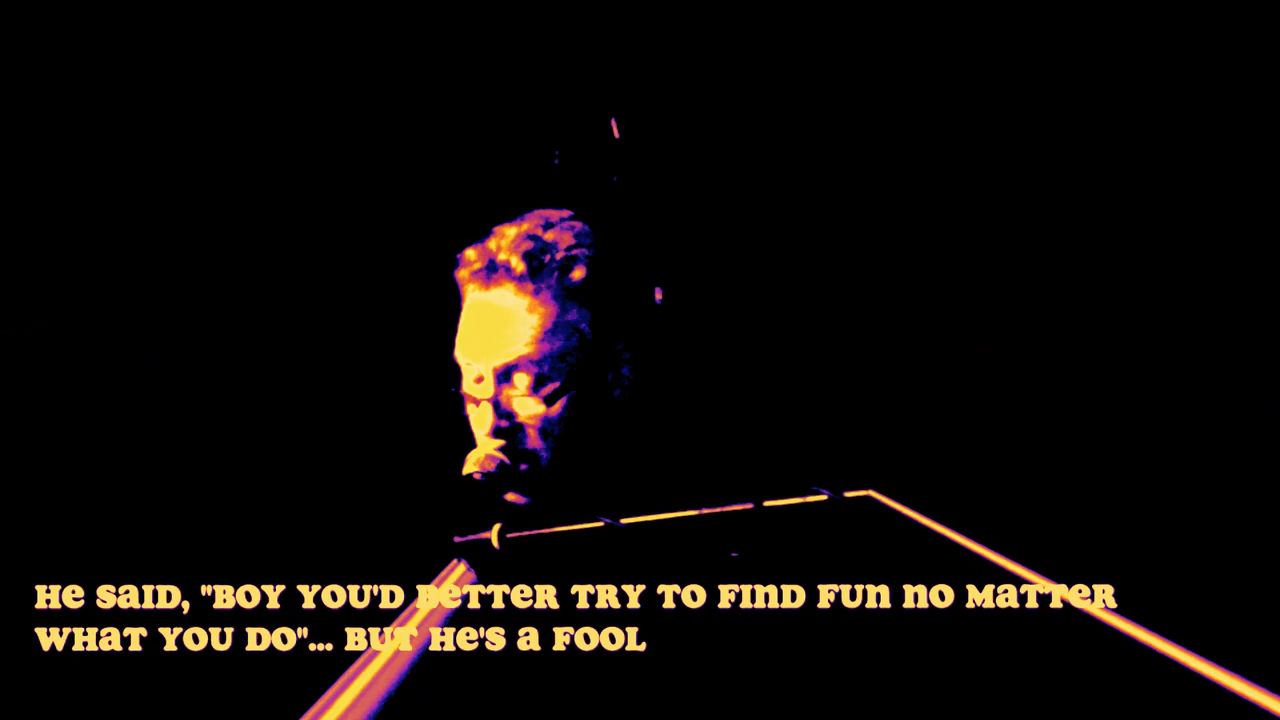 He said, "Boy you'd better try to find fun no matter
what you do"... but he's a fool